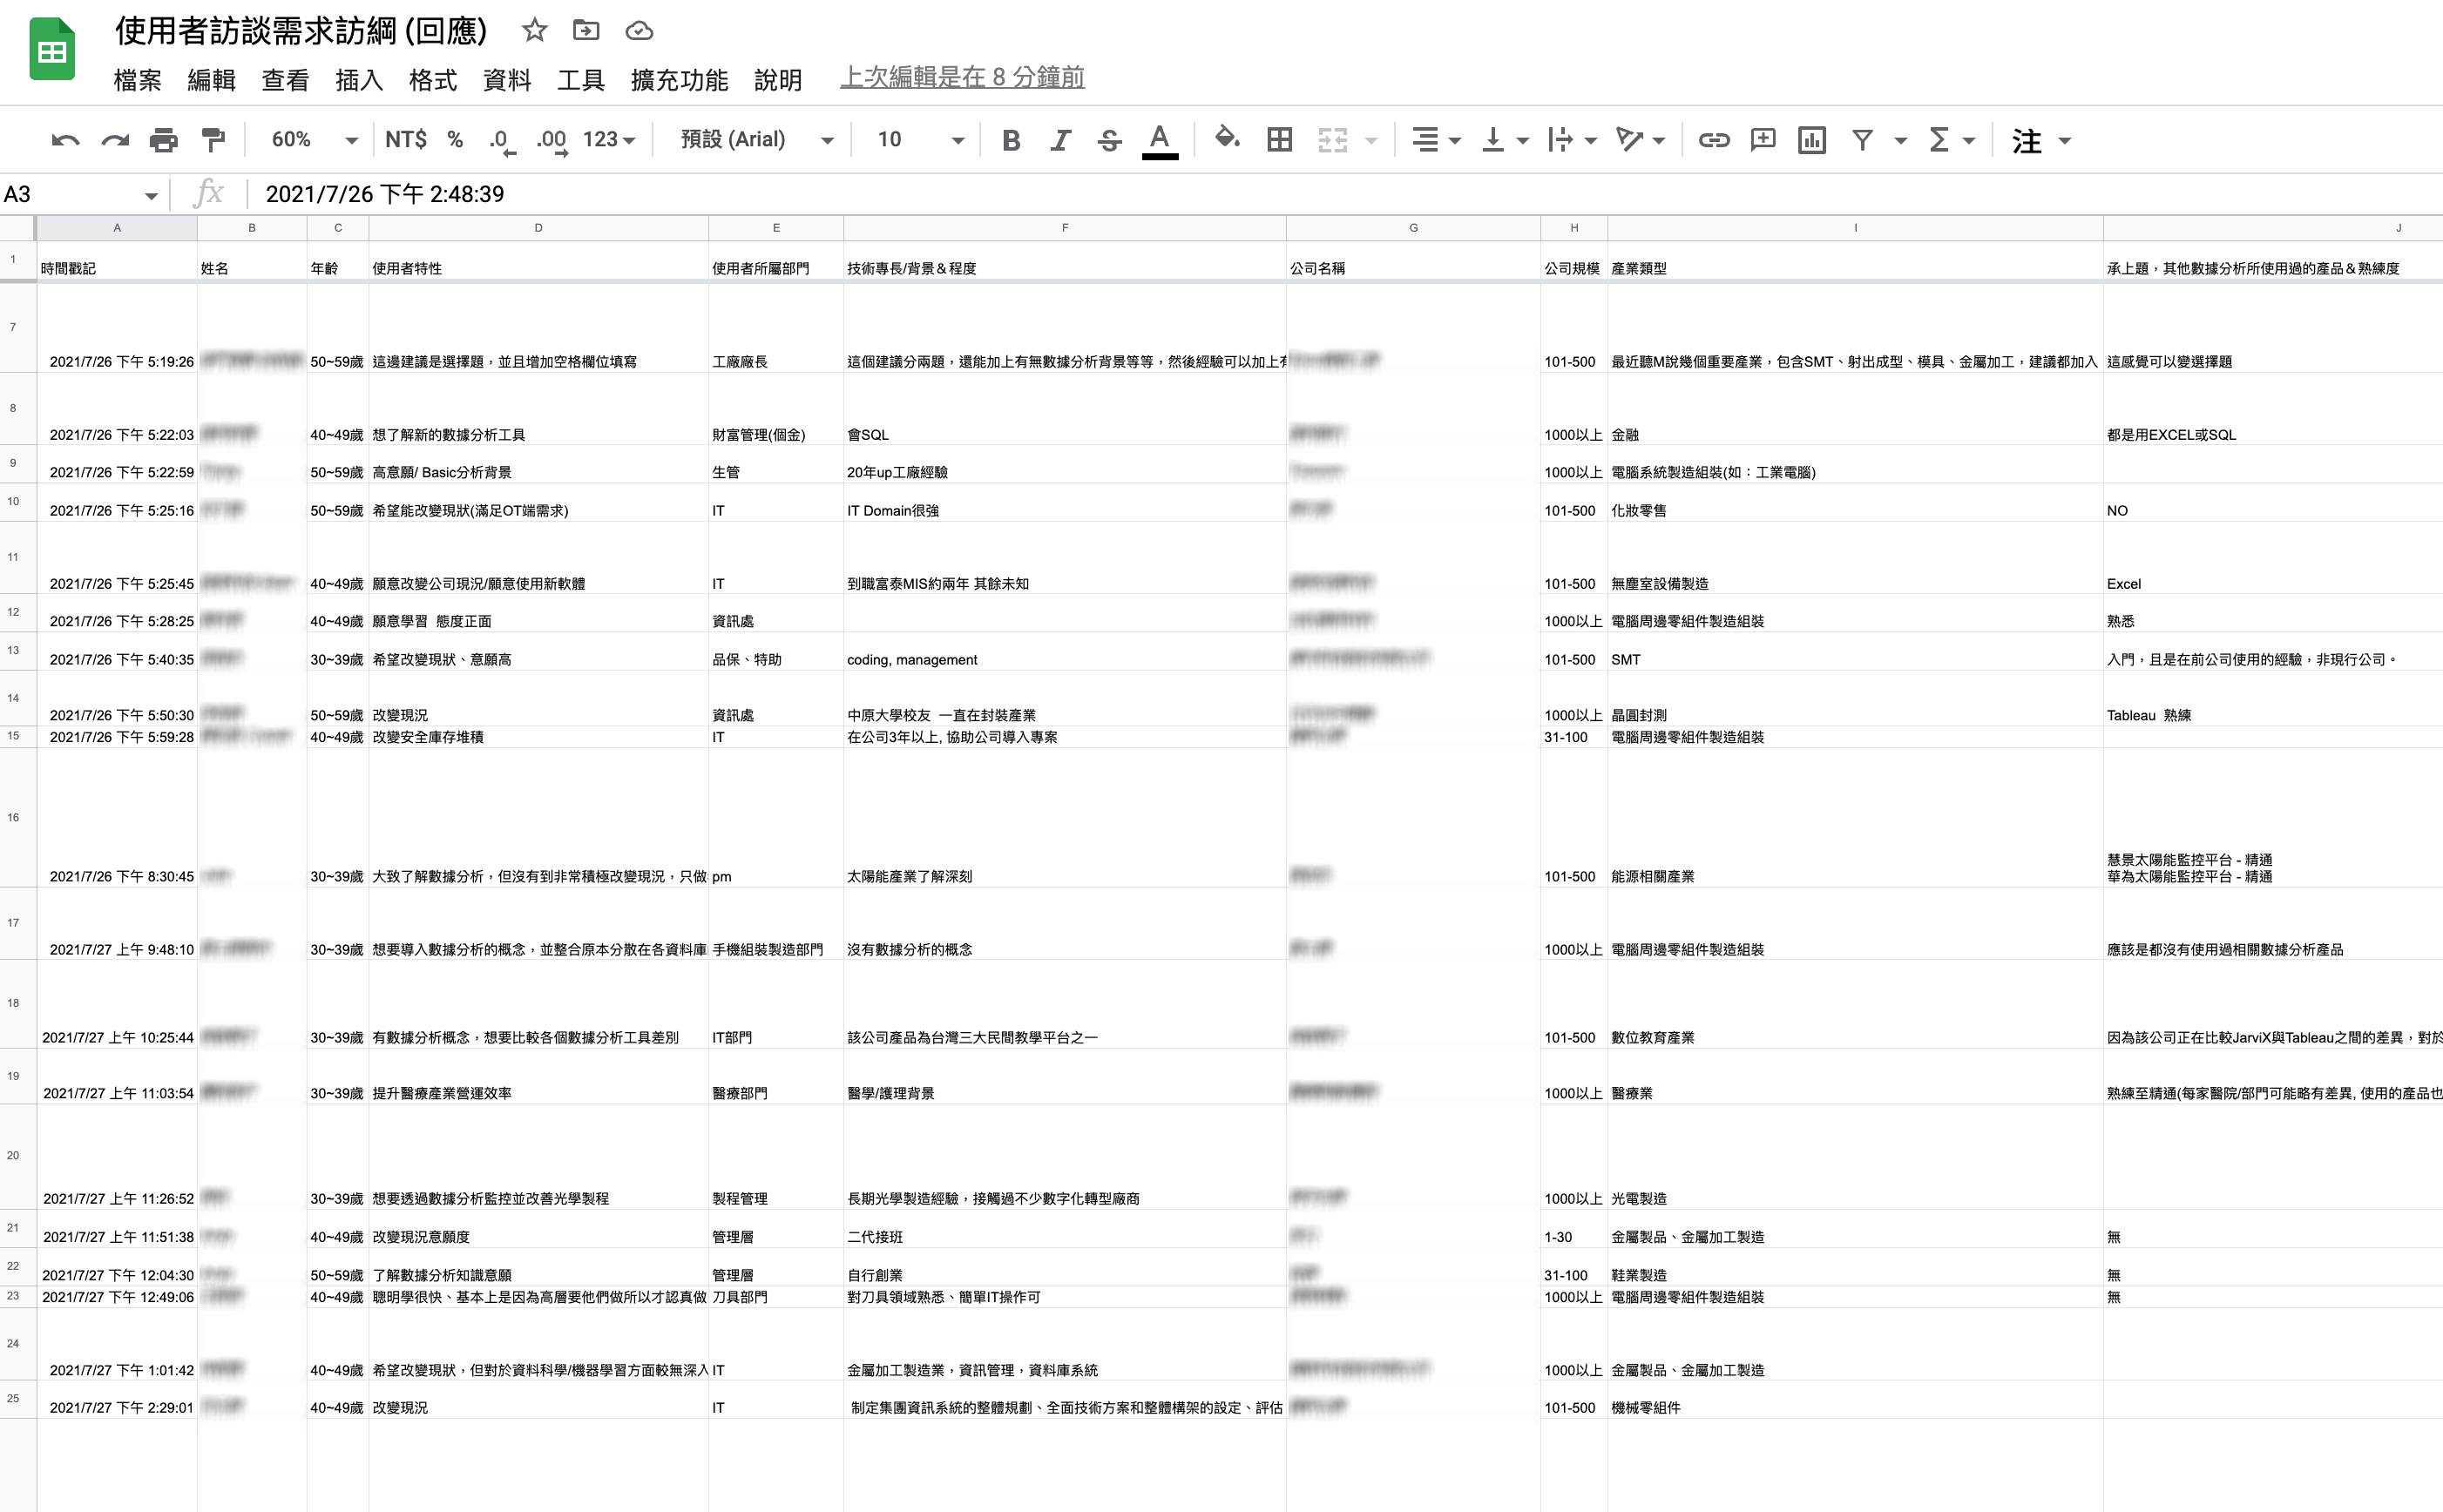 使用者訪談需求訪綱 (回應)
檔案 編輯 查看 插入 格式 資料 工具 擴充功能 說明 上次編輯是在 8 分鐘前
60% NT$ % .0 .00 123 預設 (Arial) 10 B I S A Σ 注
A3 fx 2021/7/26 下午 2:48:39
A B C D E F G H I J
1 時間戳記 姓名 年齡 使用者特性 使用者所屬部門 技術專長/背景＆程度 公司名稱 公司規模 產業類型 承上題，其他數據分析所使用過的產品＆熟練度
7 2021/7/26 下午 5:19:26 50~59歲 這邊建議是選擇題，並且增加空格欄位填寫 工廠廠長 這個建議分兩題，還能加上有無數據分析背景等等，然後經驗可以加上有 101-500 最近聽M說幾個重要產業，包含SMT、射出成型、模具、金屬加工，建議都加入 這感覺可以變選擇題
8 2021/7/26 下午 5:22:03 40~49歲 想了解新的數據分析工具 財富管理(個金) 會SQL 1000以上 金融 都是用EXCEL或SQL
9 2021/7/26 下午 5:22:59 50~59歲 高意願/ Basic分析背景 生管 20年up工廠經驗 1000以上 電腦系統製造組裝(如：工業電腦)
10 2021/7/26 下午 5:25:16 50~59歲 希望能改變現狀(滿足OT端需求) IT IT Domain很強 101-500 化妝零售 NO
11 2021/7/26 下午 5:25:45 40~49歲 願意改變公司現況/願意使用新軟體 IT 到職富泰MIS約兩年 其餘未知 101-500 無塵室設備製造 Excel
12 2021/7/26 下午 5:28:25 40~49歲 願意學習 態度正面 資訊處 1000以上 電腦周邊零組件製造組裝 熟悉
13 2021/7/26 下午 5:40:35 30~39歲 希望改變現狀、意願高 品保、特助 coding, management 101-500 SMT 入門，且是在前公司使用的經驗，非現行公司。
14 2021/7/26 下午 5:50:30 50~59歲 改變現況 資訊處 中原大學校友 一直在封裝產業 1000以上 晶圓封測 Tableau 熟練
15 2021/7/26 下午 5:59:28 40~49歲 改變安全庫存堆積 IT 在公司3年以上, 協助公司導入專案 31-100 電腦周邊零組件製造組裝
慧景太陽能監控平台 - 精通
16 2021/7/26 下午 8:30:45 30~39歲 大致了解數據分析，但沒有到非常積極改變現況，只做 pm 太陽能產業了解深刻 101-500 能源相關產業 華為太陽能監控平台 - 精通
17 2021/7/27 上午 9:48:10 30~39歲 想要導入數據分析的概念，並整合原本分散在各資料庫 手機組裝製造部門 沒有數據分析的概念 1000以上 電腦周邊零組件製造組裝 應該是都沒有使用過相關數據分析產品
18 2021/7/27 上午 10:25:44 30~39歲 有數據分析概念，想要比較各個數據分析工具差別 IT部門 該公司產品為台灣三大民間教學平台之一 101-500 數位教育產業 因為該公司正在比較JarviX與Tableau之間的差異，對於
19 2021/7/27 上午 11:03:54 30~39歲 提升醫療產業營運效率 醫療部門 醫學/護理背景 1000以上 醫療業 熟練至精通(每家醫院/部門可能略有差異, 使用的產品也
20 2021/7/27 上午 11:26:52 30~39歲 想要透過數據分析監控並改善光學製程 製程管理 長期光學製造經驗，接觸過不少數字化轉型廠商 1000以上 光電製造
21 2021/7/27 上午 11:51:38 40~49歲 改變現況意願度 管理層 二代接班 1-30 金屬製品、金屬加工製造 無
22 2021/7/27 下午 12:04:30 50~59歲 了解數據分析知識意願 管理層 自行創業 31-100 鞋業製造 無
23 2021/7/27 下午 12:49:06 40~49歲 聰明學很快、基本上是因為高層要他們做所以才認真做 刀具部門 對刀具領域熟悉、簡單IT操作可 1000以上 電腦周邊零組件製造組裝 無
24 2021/7/27 下午 1:01:42 40~49歲 希望改變現狀，但對於資料科學/機器學習方面較無深入 IT 金屬加工製造業，資訊管理，資料庫系統 1000以上 金屬製品、金屬加工製造
25 2021/7/27 下午 2:29:01 40~49歲 改變現況 IT 制定集團資訊系統的整體規劃、全面技術方案和整體構架的設定、評估 101-500 機械零組件